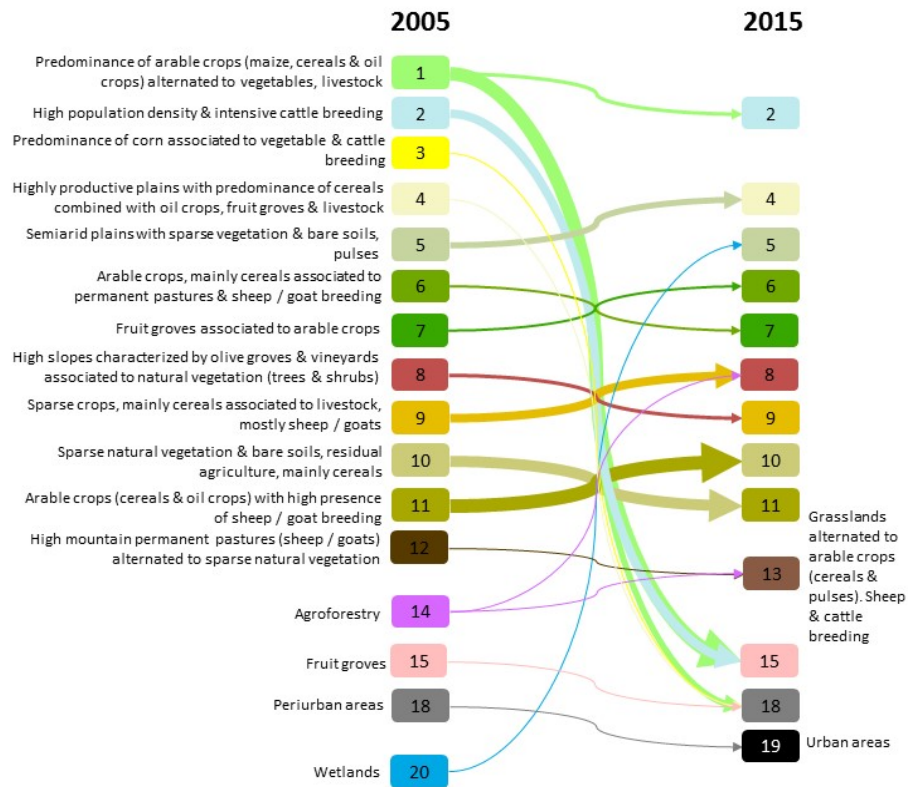 2005
2015
Predominance of arable crops (maize, cereals & oil
crops) alternated to vegetables, livestock
1
High population density & intensive cattle breeding
2
2
Predominance of corn associated to vegetable & cattle
breeding
3
Highly productive plains with predominance of cereals
combined with oil crops, fruit groves & livestock
4
4
Semiarid plains with sparse vegetation & bare soils,
pulses
5
5
Arable crops, mainly cereals associated to
permanent pastures & sheep / goat breeding
6
6
Fruit groves associated to arable crops
7
7
High slopes characterized by olive groves & vineyards
associated to natural vegetation (trees & shrubs)
8
8
Sparse crops, mainly cereals associated to livestock,
mostly sheep / goats
9
9
Sparse natural vegetation & bare soils, residual
agriculture, mainly cereals
10
10
Arable crops (cereals & oil crops) with high presence
of sheep / goat breeding
11
11
High mountain permanent pastures (sheep / goats)
alternated to sparse natural vegetation
12
13
Grasslands
alternated to
arable crops
(cereals &
pulses). Sheep
& cattle
breeding
Agroforestry
14
Fruit groves
15
15
Periurban areas
18
18
19
Urban areas
Wetlands
20